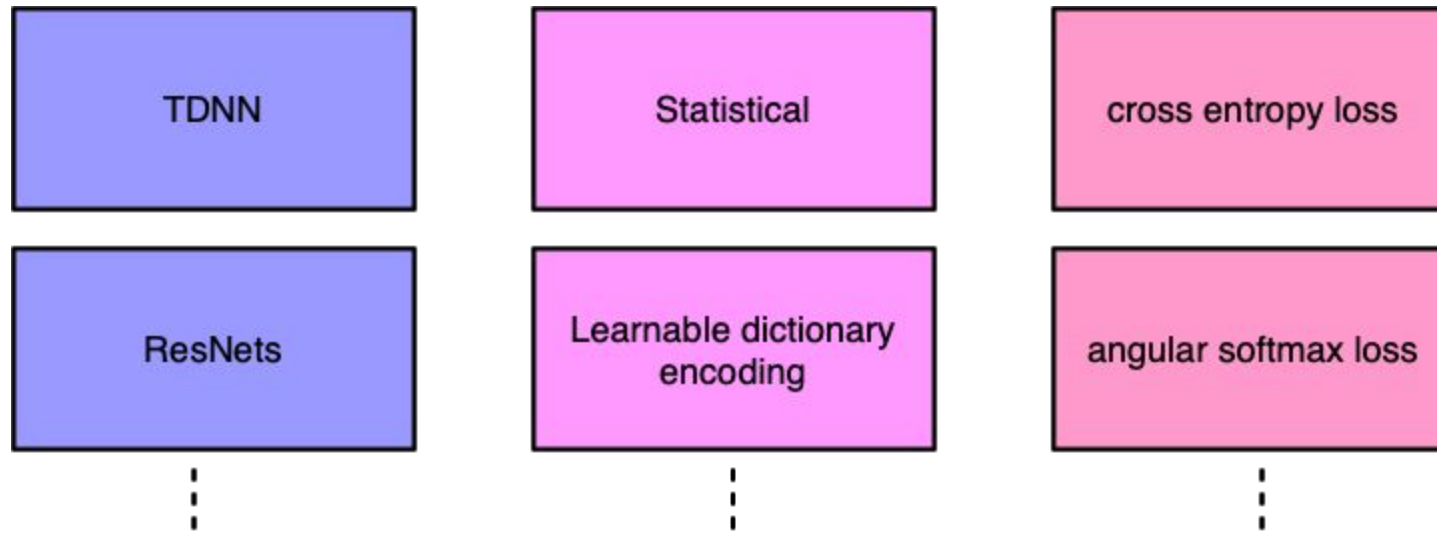 TDNN
Statistical
cross entropy loss
ResNets
Learnable dictionary
encoding
angular softmax loss